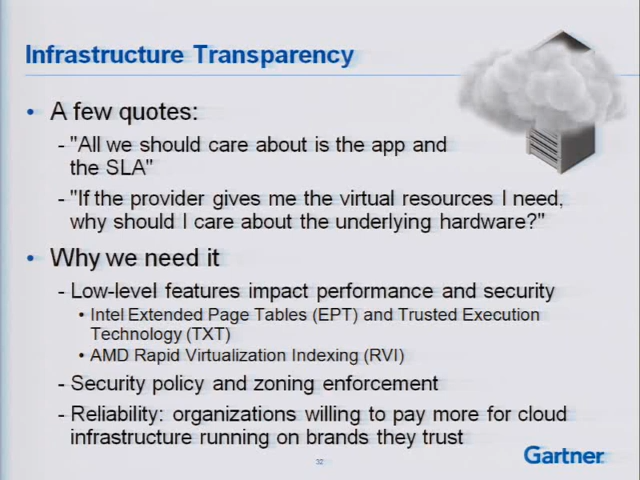 Infrastructure Transparency
• A few quotes:
- "All we should care about is the app and
the SLA"
- "If the provider gives me the virtual resources I need,
why should I care about the underlying hardware?"
• Why we need it
- Low-level features impact performance and security
• Intel Extended Page Tables (EPT) and Trusted Execution
Technology (TXT)
• AMD Rapid Virtualization Indexing (RVI)
- Security policy and zoning enforcement
- Reliability: organizations willing to pay more for cloud
infrastructure running on brands they trust
32
Gartner